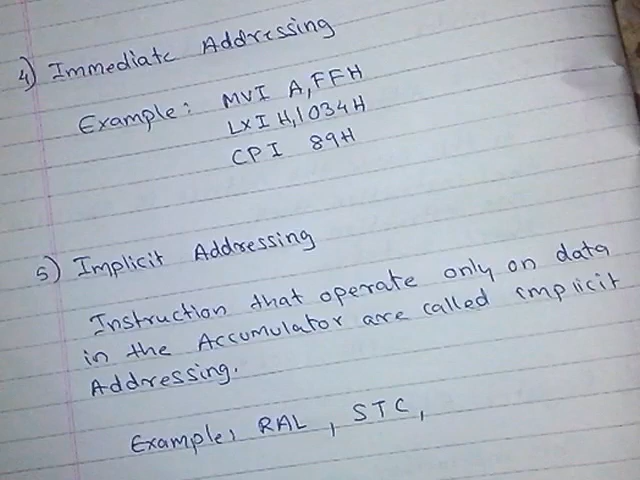 4) Immediate Addressing
Example: MVI A,FFH
LXI H,1034H
CPI 89H
5) Implicit Addressing
Instruction that operate only on data
in the Accumulator are called implicit
Addressing.
Example: RAL , STC,